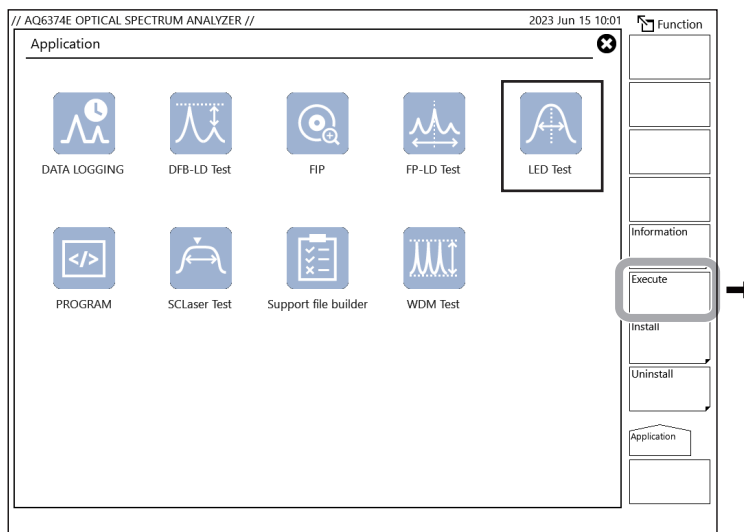 // AQ6374E OPTICAL SPECTRUM ANALYZER // 2023 Jun 15 10:01
Function
Application
DATA LOGGING DFB-LD Test FIP FP-LD Test LED Test
</>
PROGRAM SCLaser Test Support file builder WDM Test
Information
Execute
Install
Uninstall
Application